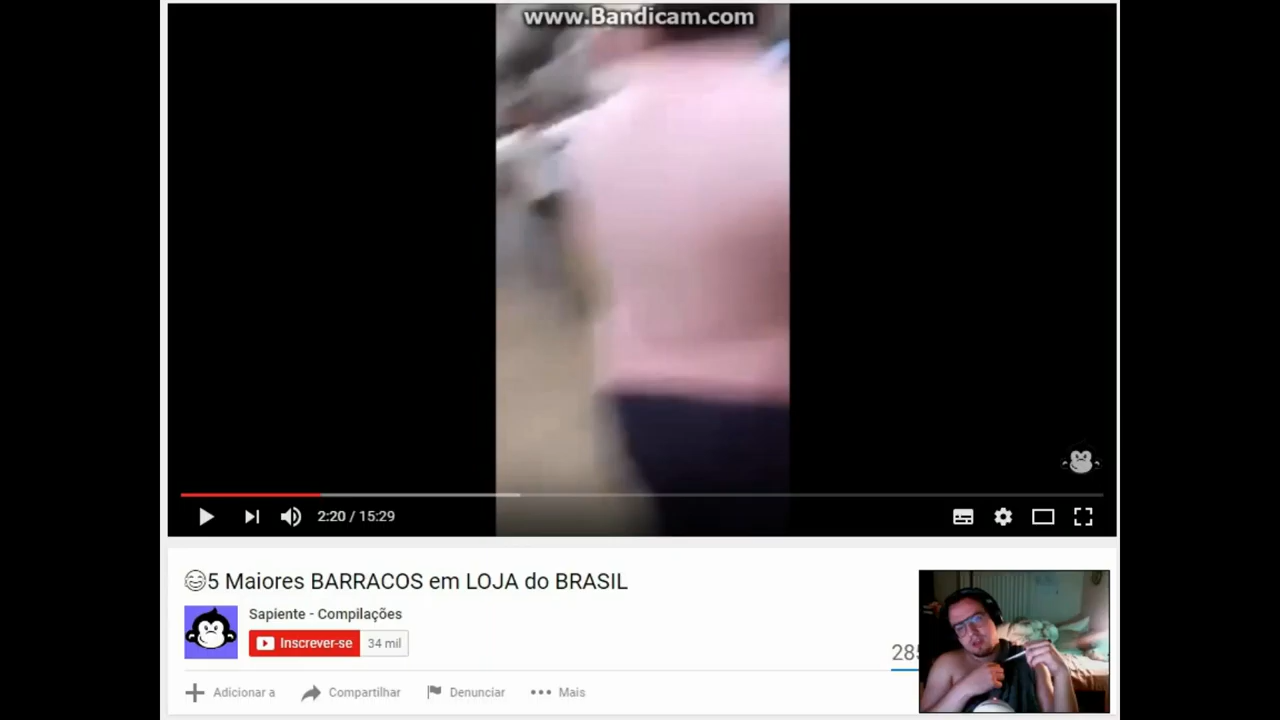 www.Bandicam.com
2:20 / 15:29
😂5 Maiores BARRACOS em LOJA do BRASIL
Sapiente - Compilações
Inscrever-se 34 mil
Adicionar a Compartilhar Denunciar Mais